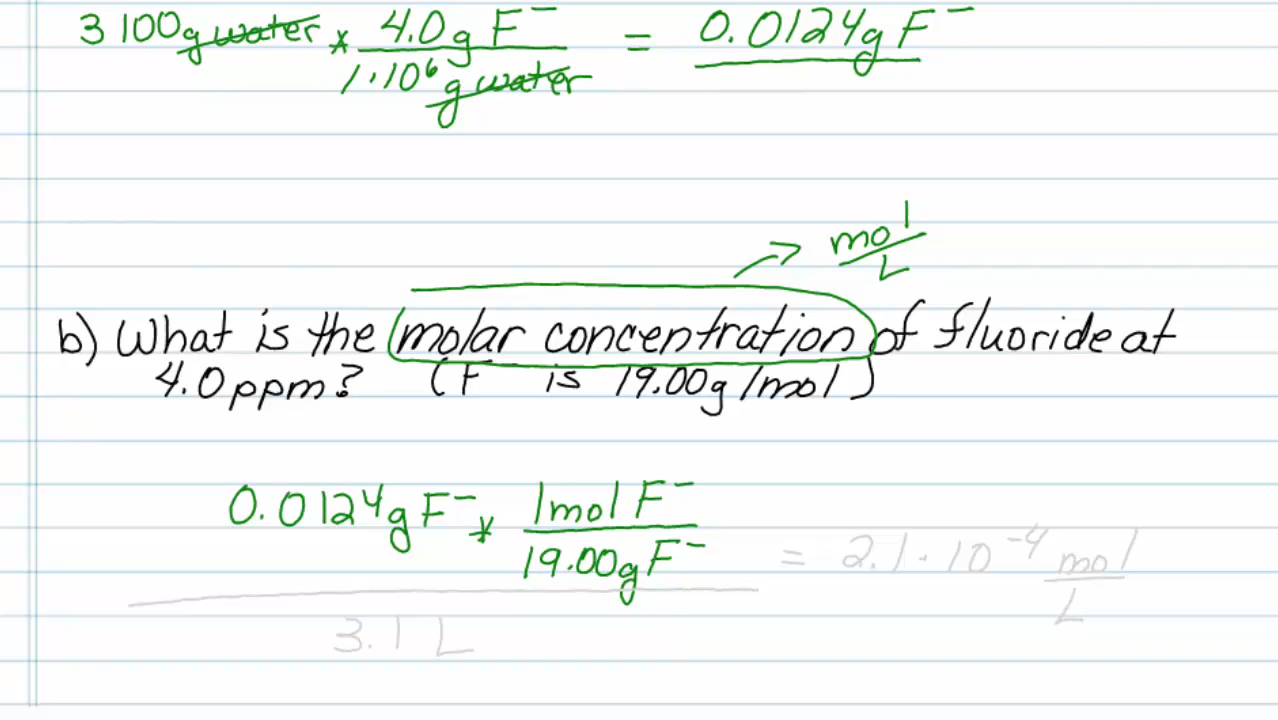 3100g water * 4.0g F⁻ = 0.0124g F⁻
1·10⁶ g water
mol
L
b) What is the molar concentration of fluoride at
4.0ppm? (F is 19.00g/mol)
0.0124g F⁻ * 1mol F⁻
19.00g F⁻ = 2.1·10⁻⁴ mol
L
3.1 L